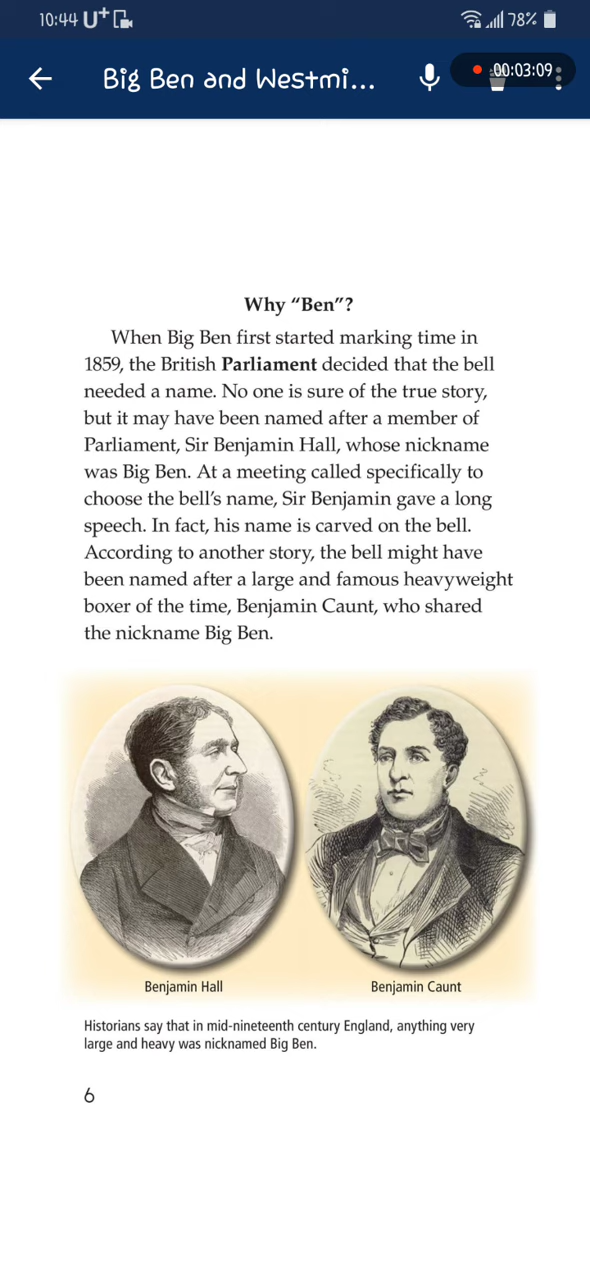 10:44 U+ 78%
Big Ben and Westmi... 00:03:09
Why “Ben”?
When Big Ben first started marking time in
1859, the British Parliament decided that the bell
needed a name. No one is sure of the true story,
but it may have been named after a member of
Parliament, Sir Benjamin Hall, whose nickname
was Big Ben. At a meeting called specifically to
choose the bell’s name, Sir Benjamin gave a long
speech. In fact, his name is carved on the bell.
According to another story, the bell might have
been named after a large and famous heavyweight
boxer of the time, Benjamin Caunt, who shared
the nickname Big Ben.
Benjamin Hall Benjamin Caunt
Historians say that in mid-nineteenth century England, anything very
large and heavy was nicknamed Big Ben.
6